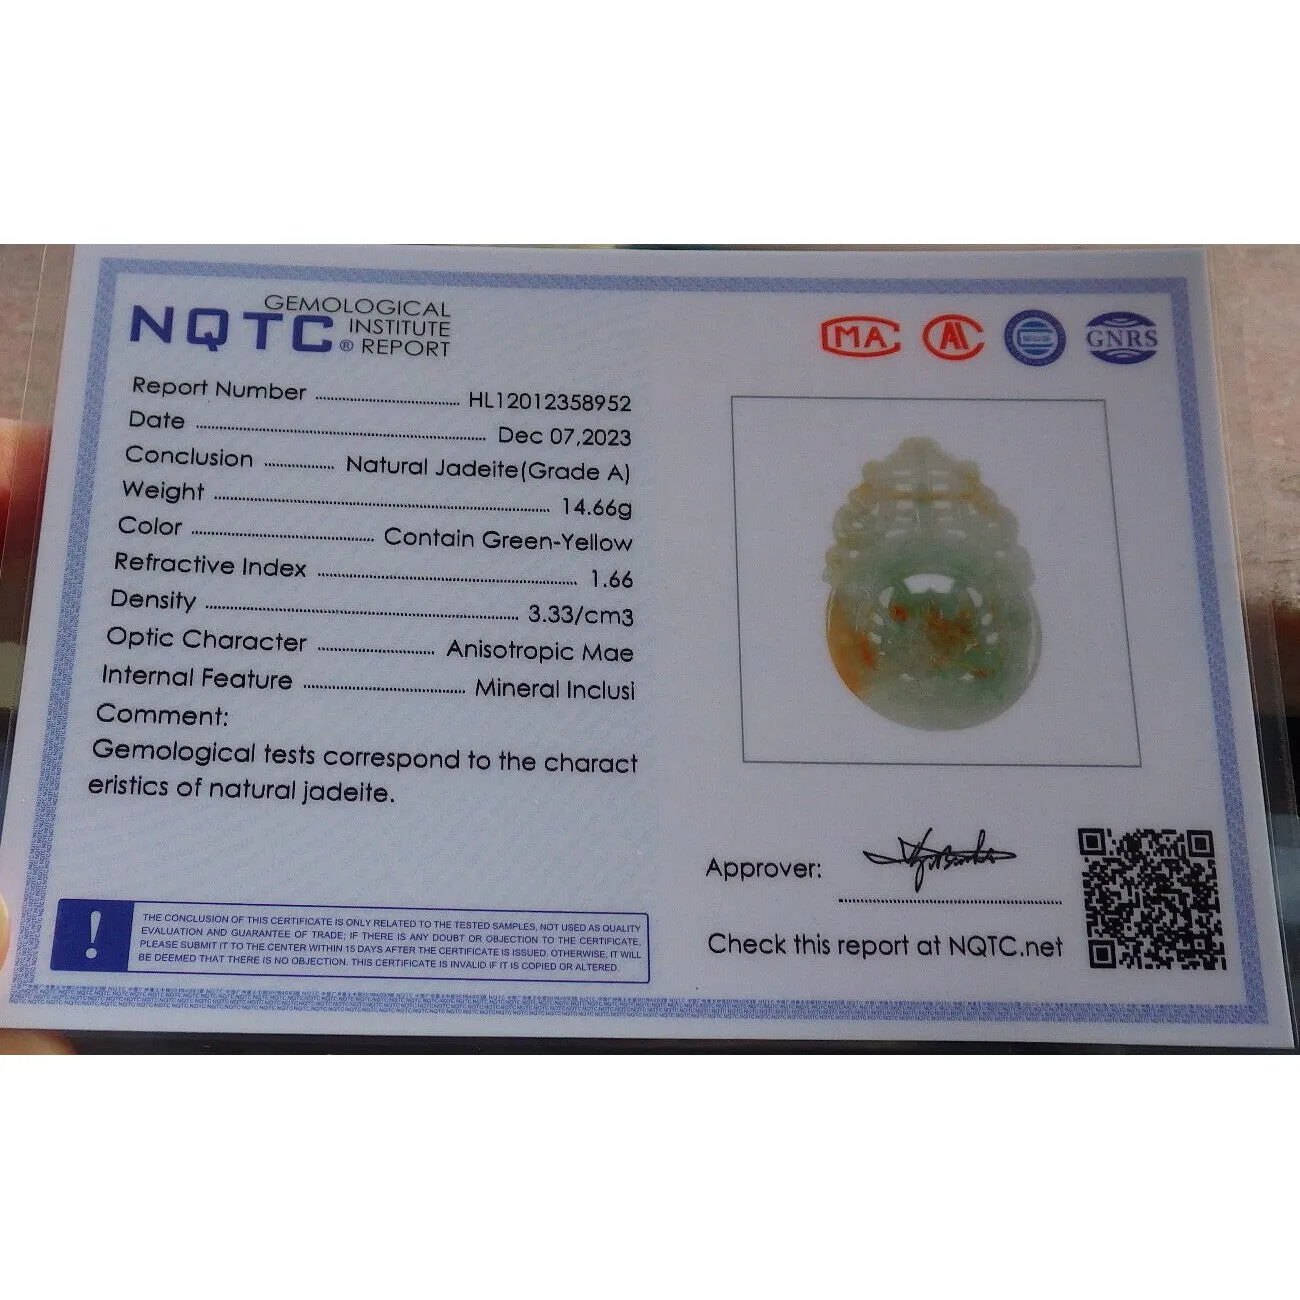 NQTC® GEMOLOGICAL
INSTITUTE
REPORT
Report Number HL12012358952
Date Dec 07,2023
Conclusion Natural Jadeite(Grade A)
Weight 14.66g
Color Contain Green-Yellow
Refractive Index 1.66
Density 3.33/cm3
Optic Character Anisotropic Mae
Internal Feature Mineral Inclusi
Comment:
Gemological tests correspond to the charact
eristics of natural jadeite.
!
THE CONCLUSION OF THIS CERTIFICATE IS ONLY RELATED TO THE TESTED SAMPLES, NOT USED AS QUALITY
EVALUATION AND GUARANTEE OF TRADE; IF THERE IS ANY DOUBT OR OBJECTION TO THE CERTIFICATE.
PLEASE SUBMIT IT TO THE CENTER WITHIN 15 DAYS AFTER THE CERTIFICATE IS ISSUED. OTHERWISE, IT WILL
BE DEEMED THAT THERE IS NO OBJECTION. THIS CERTIFICATE IS INVALID IF IT IS COPIED OR ALTERED.
MA
GNRS
Approver:
Check this report at NQTC.net